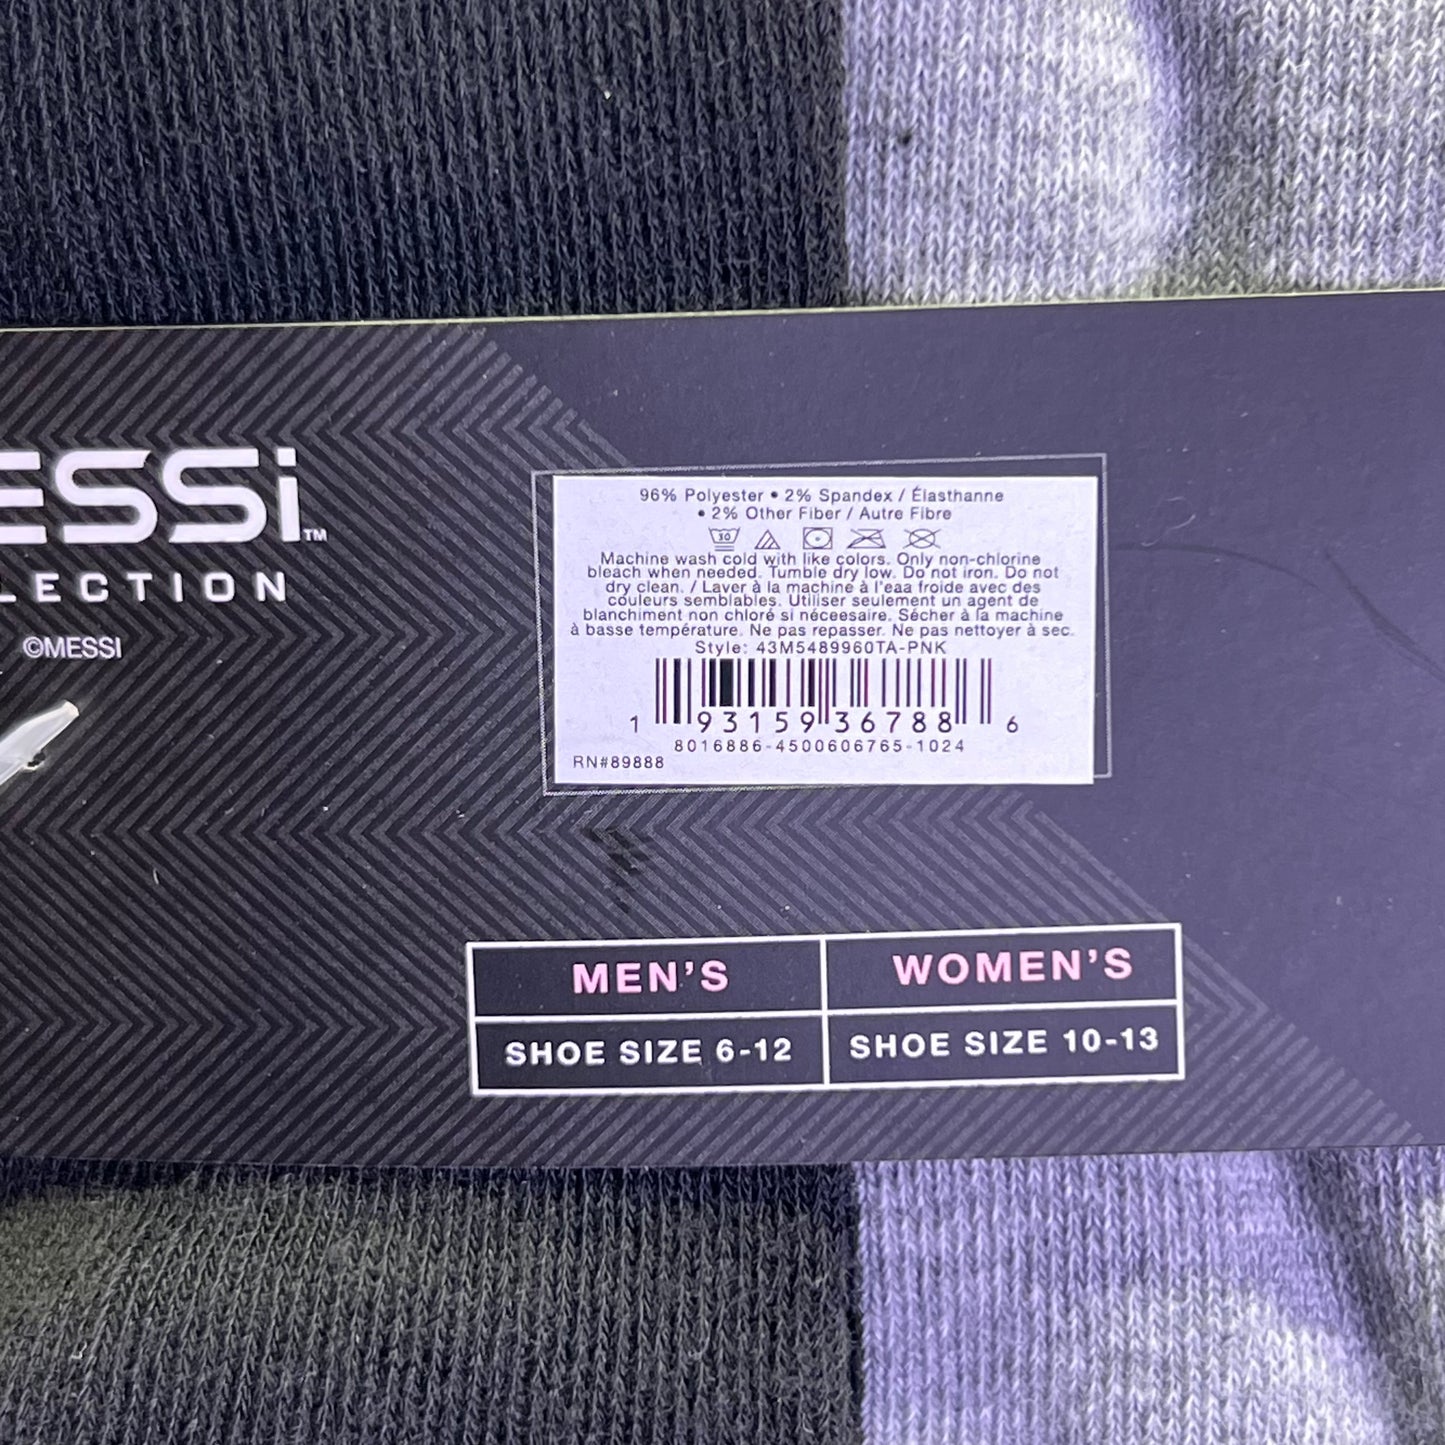 ESSi™
LECTION
©MESSI
96% Polyester • 2% Spandex / Élasthanne
• 2% Other Fiber / Autre Fibre
30
Machine wash cold with like colors. Only non-chlorine
bleach when needed. Tumble dry low. Do not iron. Do not
dry clean. / Laver à la machine à l'eaa froide avec des
couleurs semblables. Utiliser seulement un agent de
blanchiment non chloré si nécessaire. Sécher à la machine
à basse température. Ne pas repasser. Ne pas nettoyer à sec.
Style: 43M5489960TA-PNK
1 93159 36788 6
8016886-4500606765-1024
RN#89888
MEN'S WOMEN'S
SHOE SIZE 6-12 SHOE SIZE 10-13